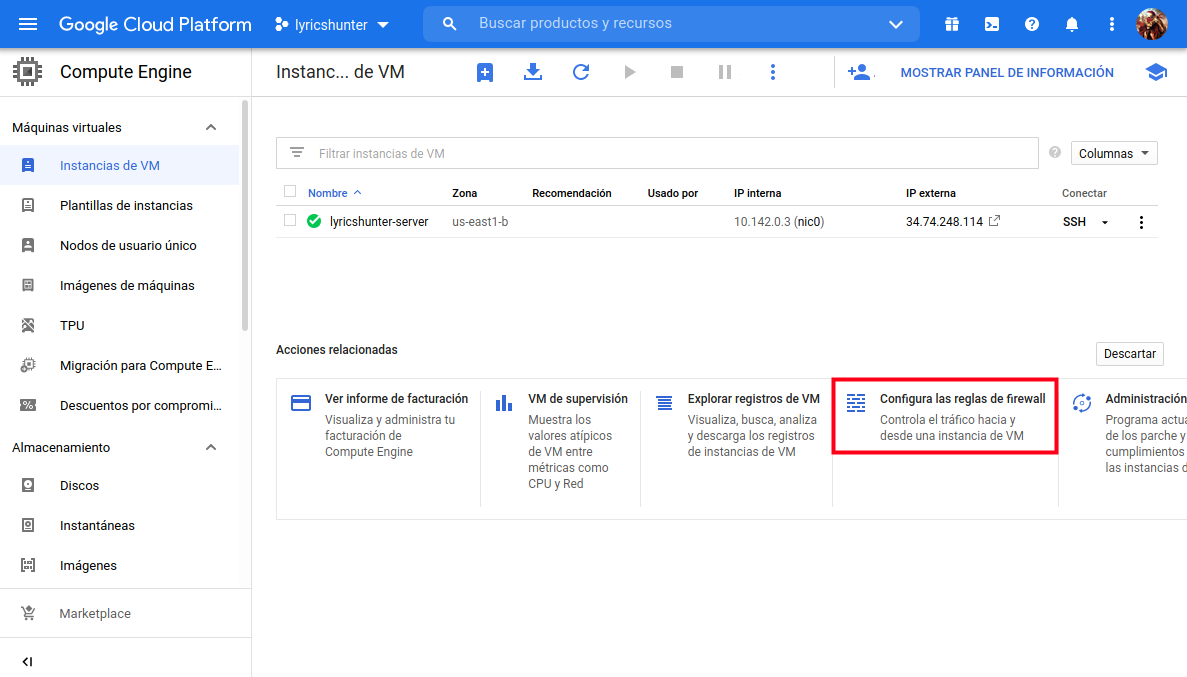 Google Cloud Platform
lyricshunter
Buscar productos y recursos
Compute Engine
Instanc... de VM
MOSTRAR PANEL DE INFORMACIÓN
Máquinas virtuales
Instancias de VM
Plantillas de instancias
Nodos de usuario único
Imágenes de máquinas
TPU
Migración para Compute E...
Descuentos por compromi...
Almacenamiento
Discos
Instantáneas
Imágenes
Marketplace
Filtrar instancias de VM
Columnas
Nombre Zona Recomendación Usado por IP interna IP externa Conectar
lyricshunter-server us-east1-b 10.142.0.3 (nic0) 34.74.248.114 SSH
Acciones relacionadas
Descartar
Ver informe de facturación
Visualiza y administra tu
facturación de
Compute Engine
VM de supervisión
Muestra los
valores atípicos
de VM entre
métricas como
CPU y Red
Explorar registros de VM
Visualiza, busca, analiza
y descarga los registros
de instancias de VM
Configura las reglas de firewall
Controla el tráfico hacia y
desde una instancia de VM
Administración
Programa actua
de los parche y
cumplimientos
las instancias d